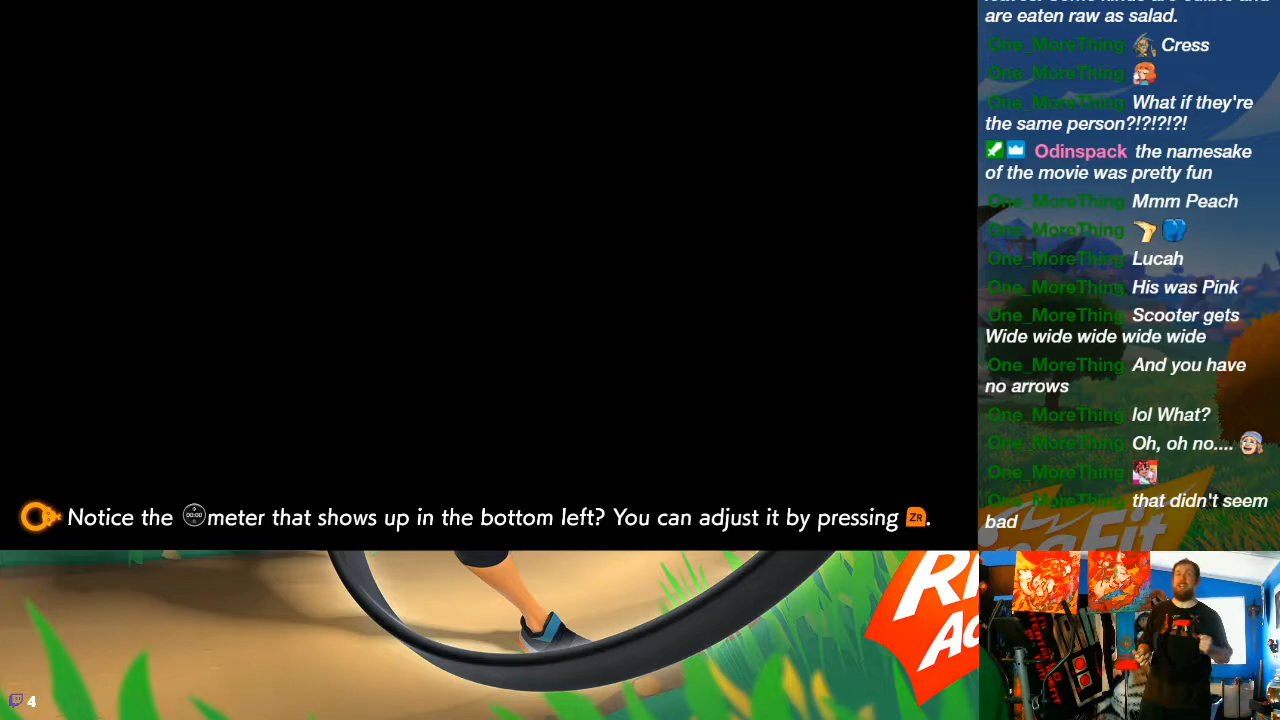 are eaten raw as salad.
One_MoreThing Cress
One_MoreThing
One_MoreThing What if they're
the same person?!?!?!?!
Odinspack the namesake
of the movie was pretty fun
One_MoreThing Mmm Peach
One_MoreThing
One_MoreThing Lucah
One_MoreThing His was Pink
One_MoreThing Scooter gets
Wide wide wide wide wide
One_MoreThing And you have
no arrows
One_MoreThing lol What?
One_MoreThing Oh, oh no....
One_MoreThing
One_MoreThing that didn't seem
bad
Notice the 00:00 meter that shows up in the bottom left? You can adjust it by pressing ZR.
Fit
4